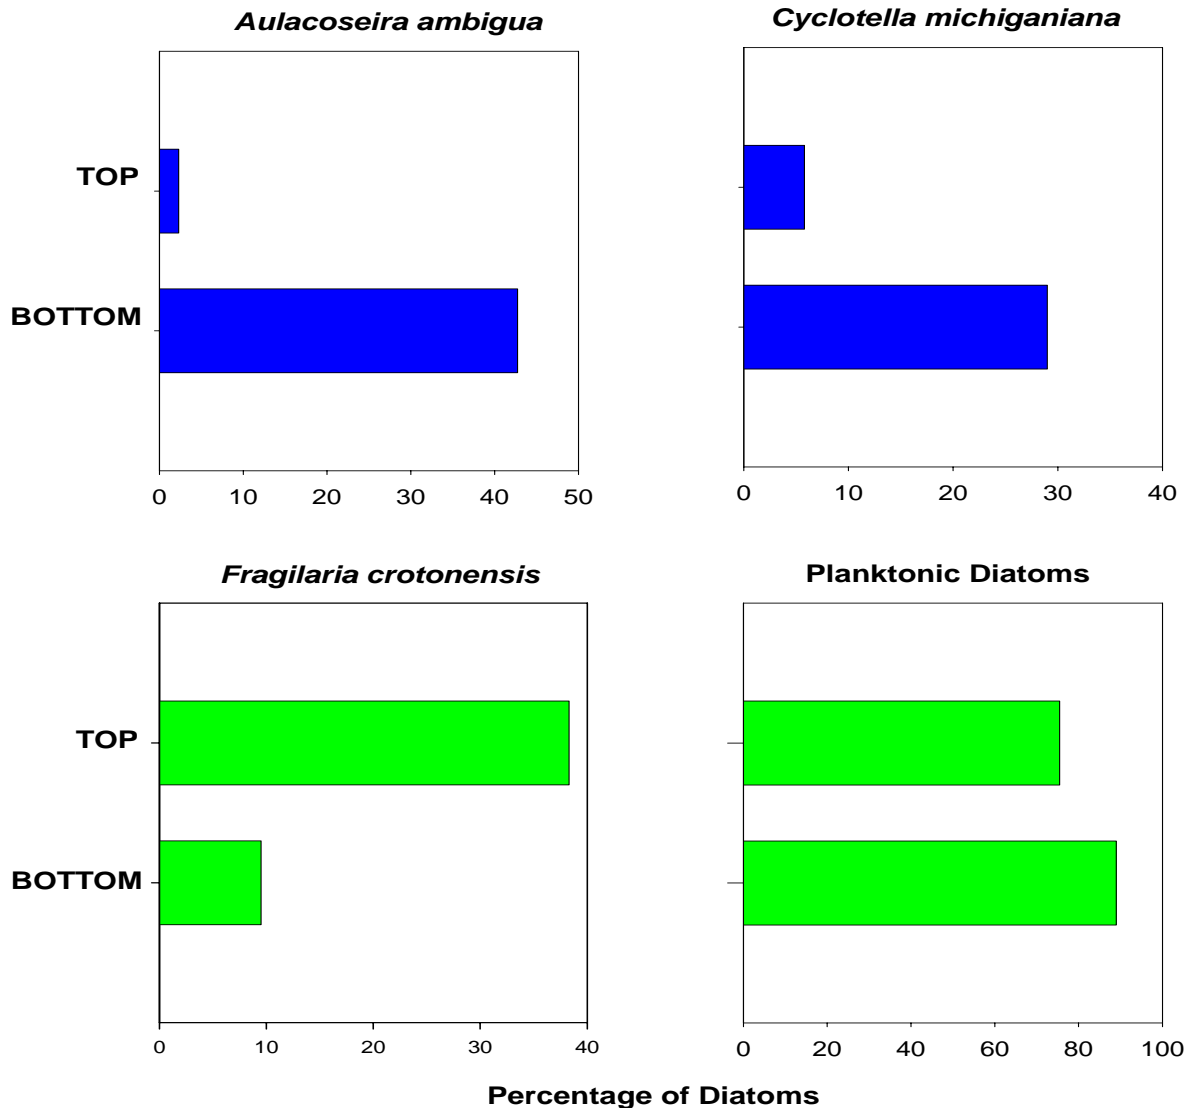 Aulacoseira ambigua
Cyclotella michiganiana
TOP
BOTTOM
0 10 20 30 40 50
0 10 20 30 40
Fragilaria crotonensis
Planktonic Diatoms
TOP
BOTTOM
0 10 20 30 40
0 20 40 60 80 100
Percentage of Diatoms